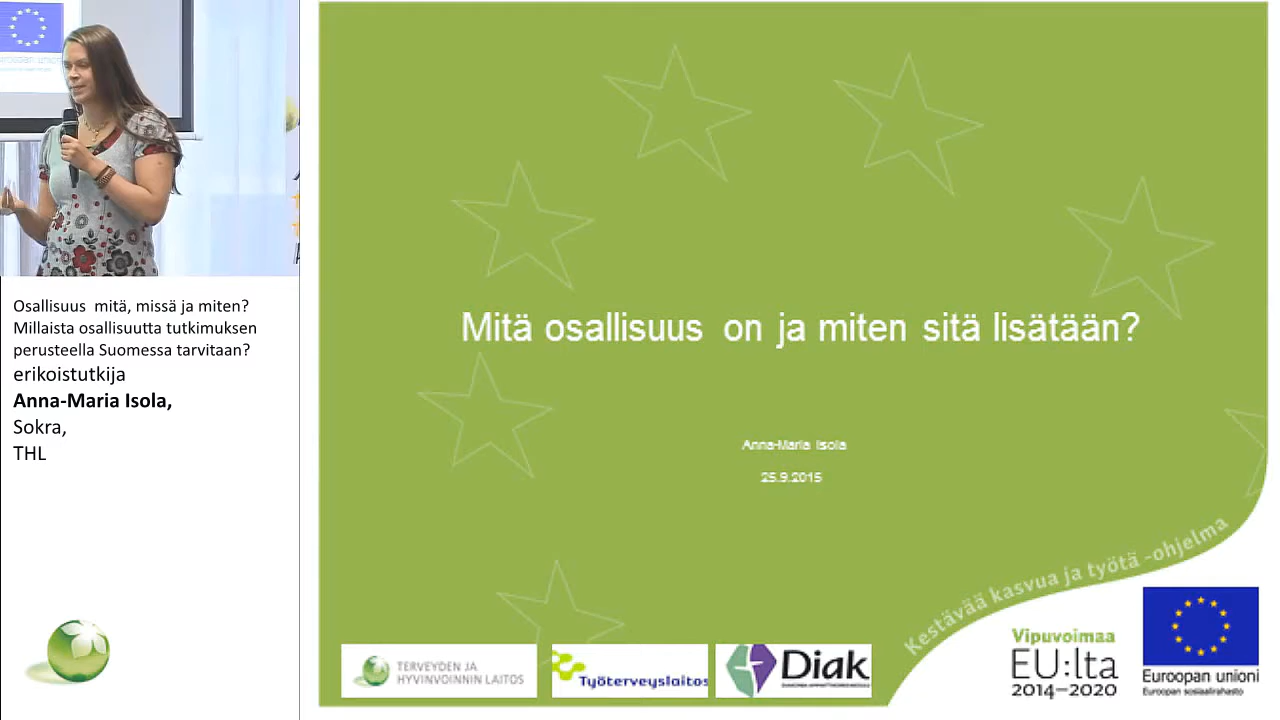 Osallisuus mitä, missä ja miten?
Millaista osallisuutta tutkimuksen
perusteella Suomessa tarvitaan?
erikoistutkija
Anna-Maria Isola,
Sokra,
THL
Mitä osallisuus on ja miten sitä lisätään?
Anna-Maria Isola
25.9.2015
Kestävää kasvua ja työtä -ohjelma
TERVEYDEN JA
HYVINVOINNIN LAITOS
Työterveyslaitos
Diak
Vipuvoimaa
EU:lta
2014–2020
Euroopan unioni
Euroopan sosiaalirahasto